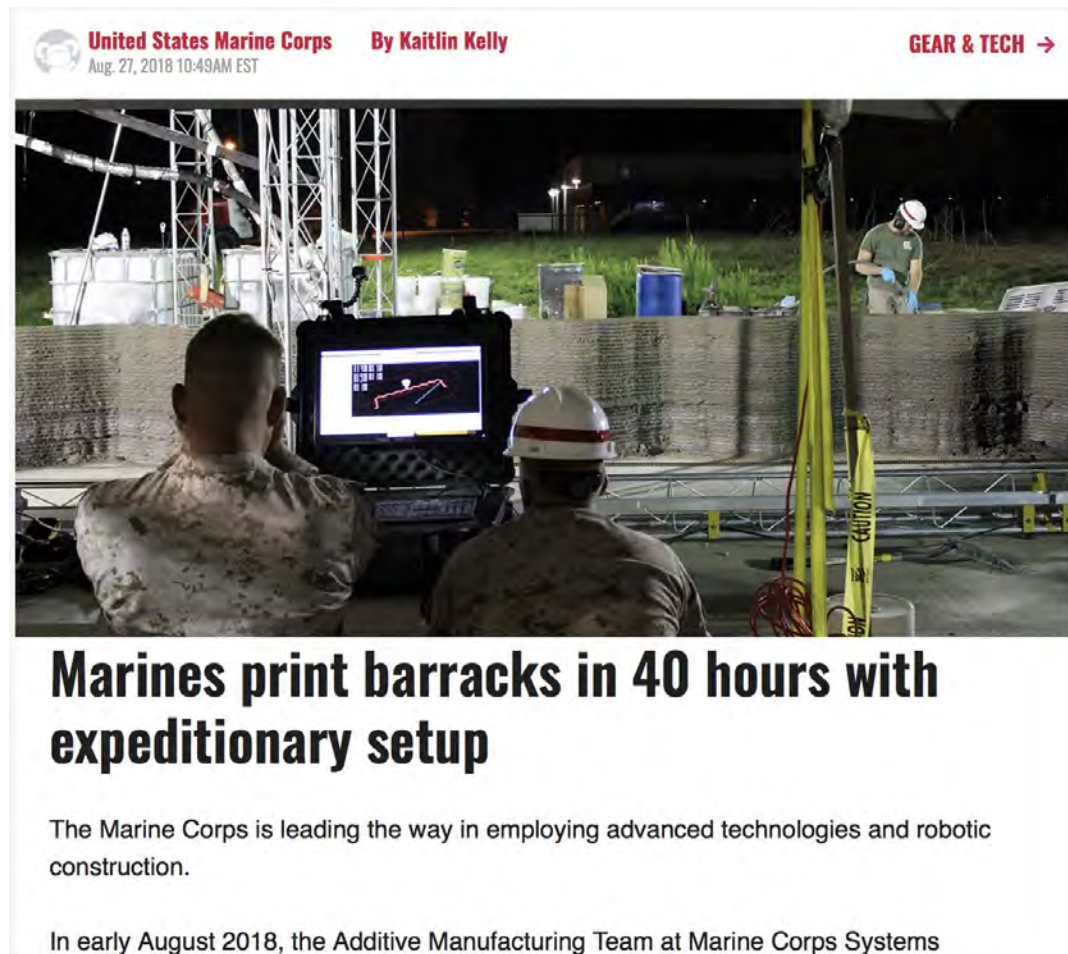 United States Marine Corps By Kaitlin Kelly GEAR & TECH →
Aug. 27, 2018 10:49AM EST
CAUTION
ON
Marines print barracks in 40 hours with
expeditionary setup
The Marine Corps is leading the way in employing advanced technologies and robotic
construction.
In early August 2018, the Additive Manufacturing Team at Marine Corps Systems